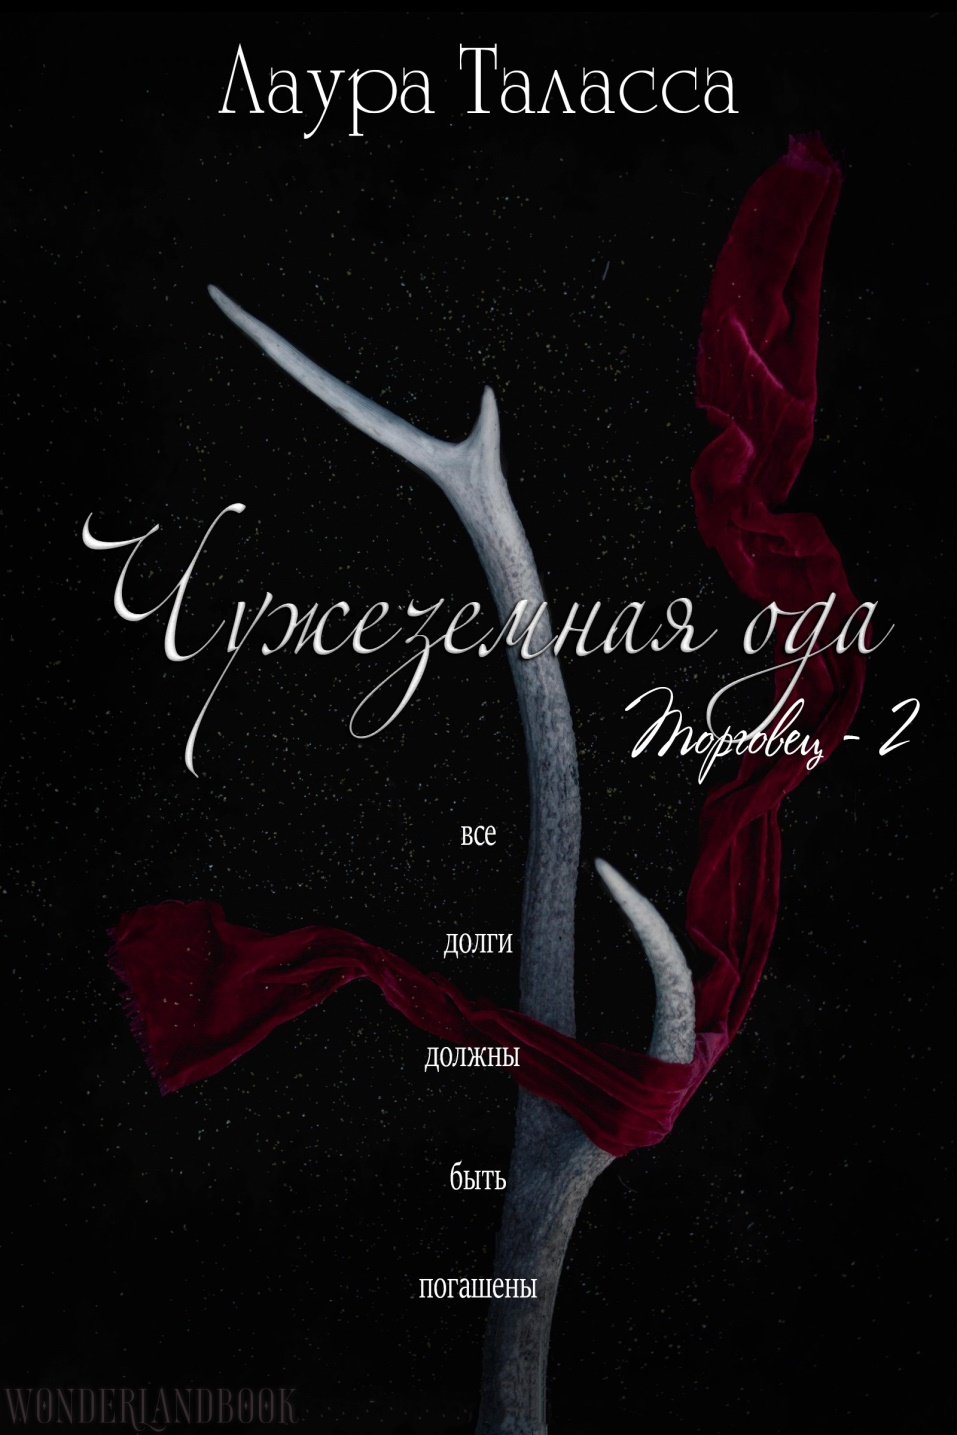 Лаура Таласса
Чужеземная ода
Торговец - 2
все
долги
должны
быть
погашены
WONDERLANDBOOK